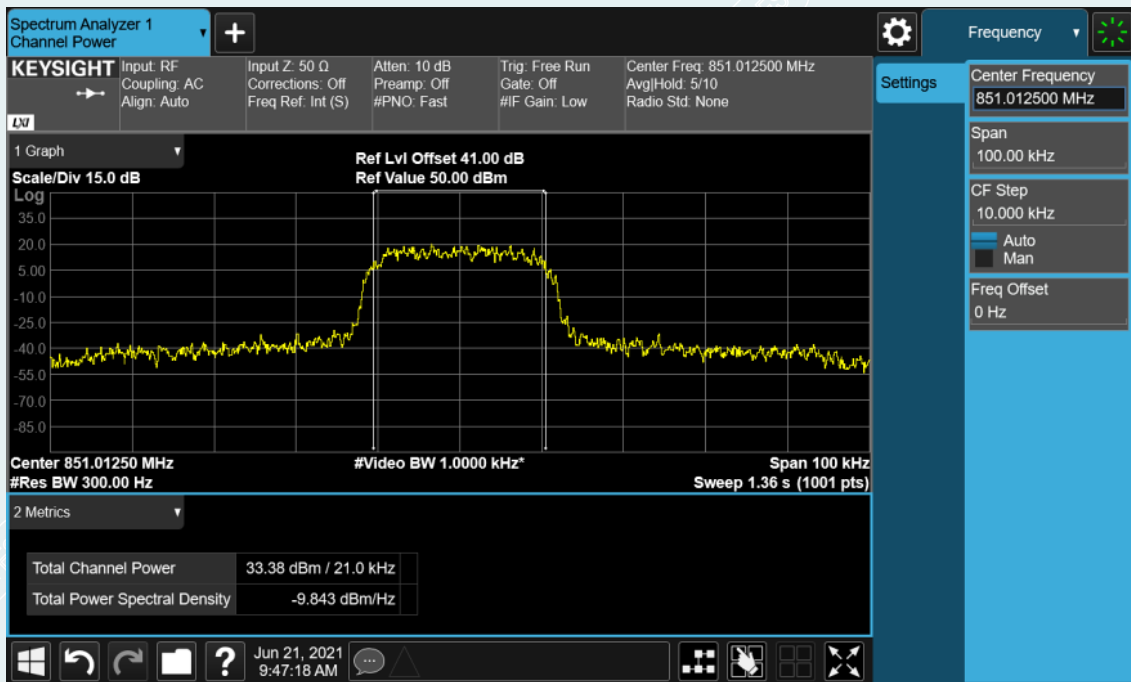 Spectrum Analyzer 1
Channel Power
+
Frequency
KEYSIGHT
LXI
Input: RF
Coupling: AC
Align: Auto
Input Z: 50 Ω
Corrections: Off
Freq Ref: Int (S)
Atten: 10 dB
Preamp: Off
#PNO: Fast
Trig: Free Run
Gate: Off
#IF Gain: Low
Center Freq: 851.012500 MHz
Avg|Hold: 5/10
Radio Std: None
Settings
Center Frequency
851.012500 MHz
Span
100.00 kHz
CF Step
10.000 kHz
Auto
Man
Freq Offset
0 Hz
1 Graph
Scale/Div 15.0 dB
Ref Lvl Offset 41.00 dB
Ref Value 50.00 dBm
Log
35.0
20.0
5.00
-10.0
-25.0
-40.0
-55.0
-70.0
-85.0
Center 851.01250 MHz
#Res BW 300.00 Hz
#Video BW 1.0000 kHz*
Span 100 kHz
Sweep 1.36 s (1001 pts)
2 Metrics
Total Channel Power 33.38 dBm / 21.0 kHz
Total Power Spectral Density -9.843 dBm/Hz
?
Jun 21, 2021
9:47:18 AM